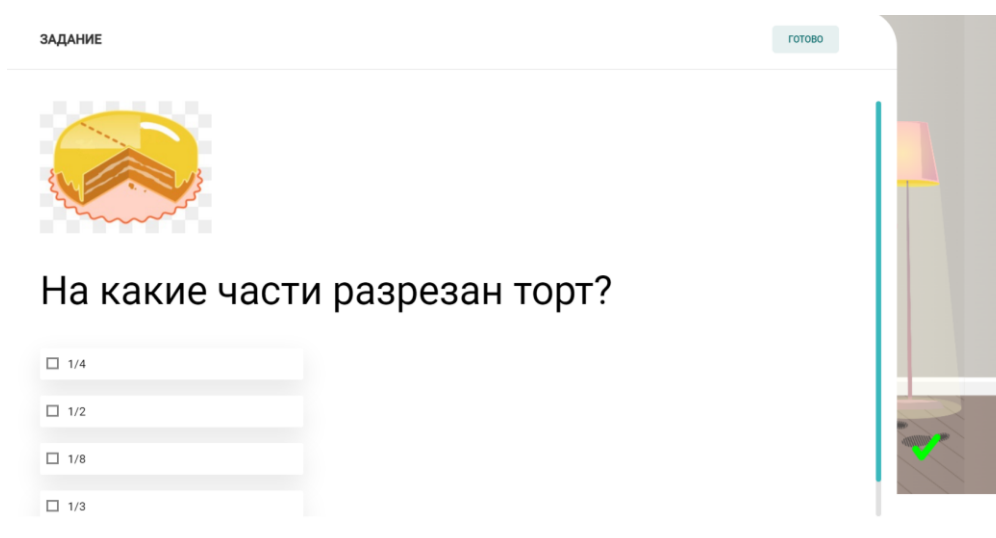 ЗАДАНИЕ
ГОТОВО
На какие части разрезан торт?
1/4
1/2
1/8
1/3